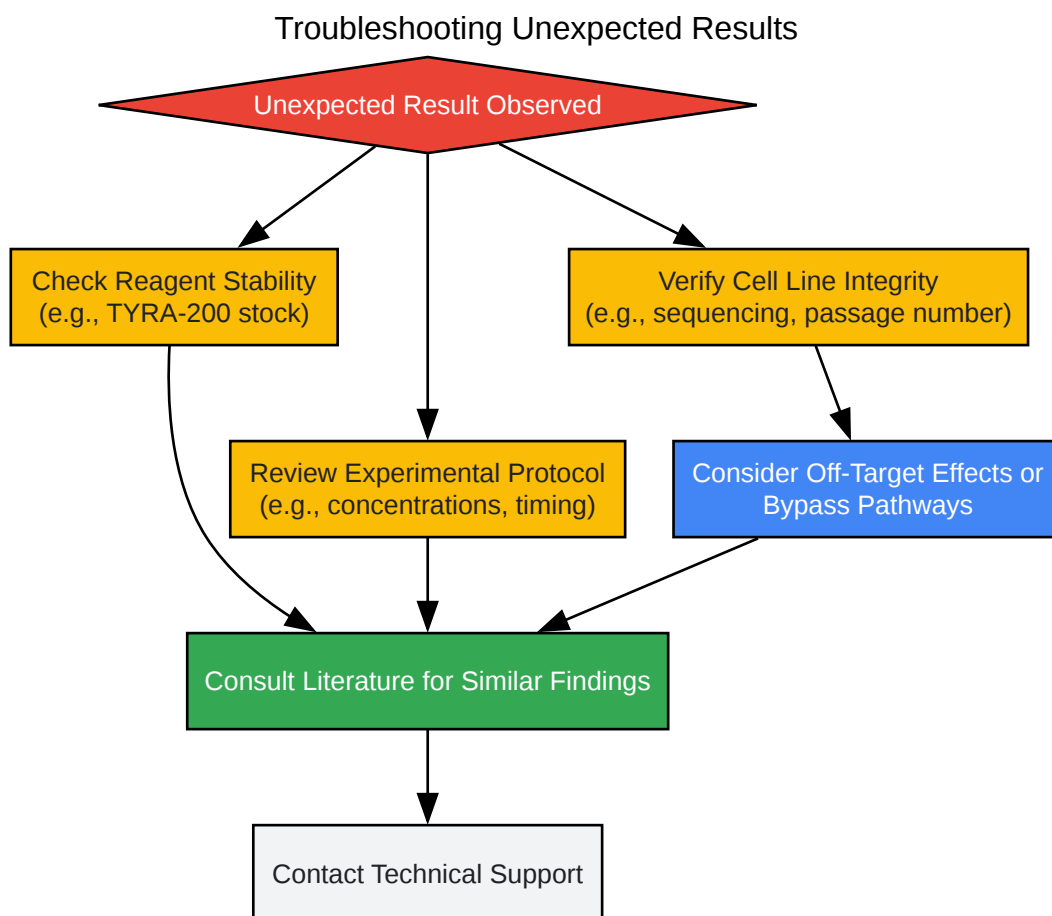 Troubleshooting Unexpected Results
Unexpected Result Observed
Check Reagent Stability
(e.g., TYRA-200 stock)
Verify Cell Line Integrity
(e.g., sequencing, passage number)
Review Experimental Protocol
(e.g., concentrations, timing)
Consider Off-Target Effects or
Bypass Pathways
Consult Literature for Similar Findings
Contact Technical Support